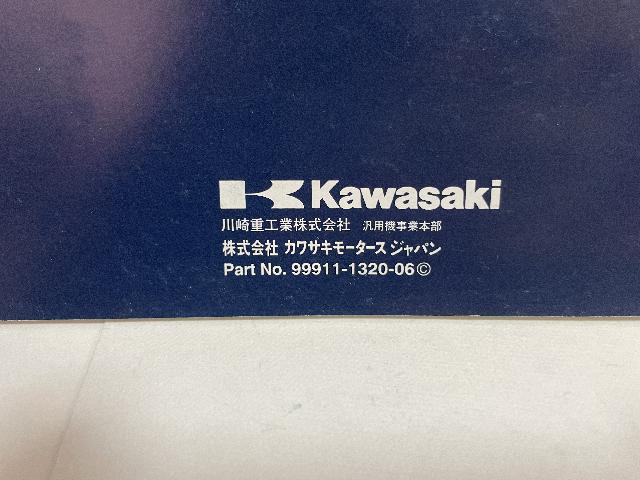 Kawasaki
川崎重工業株式会社 汎用機事業本部
株式会社 カワサキモータース ジャパン
Part No. 99911-1320-06©